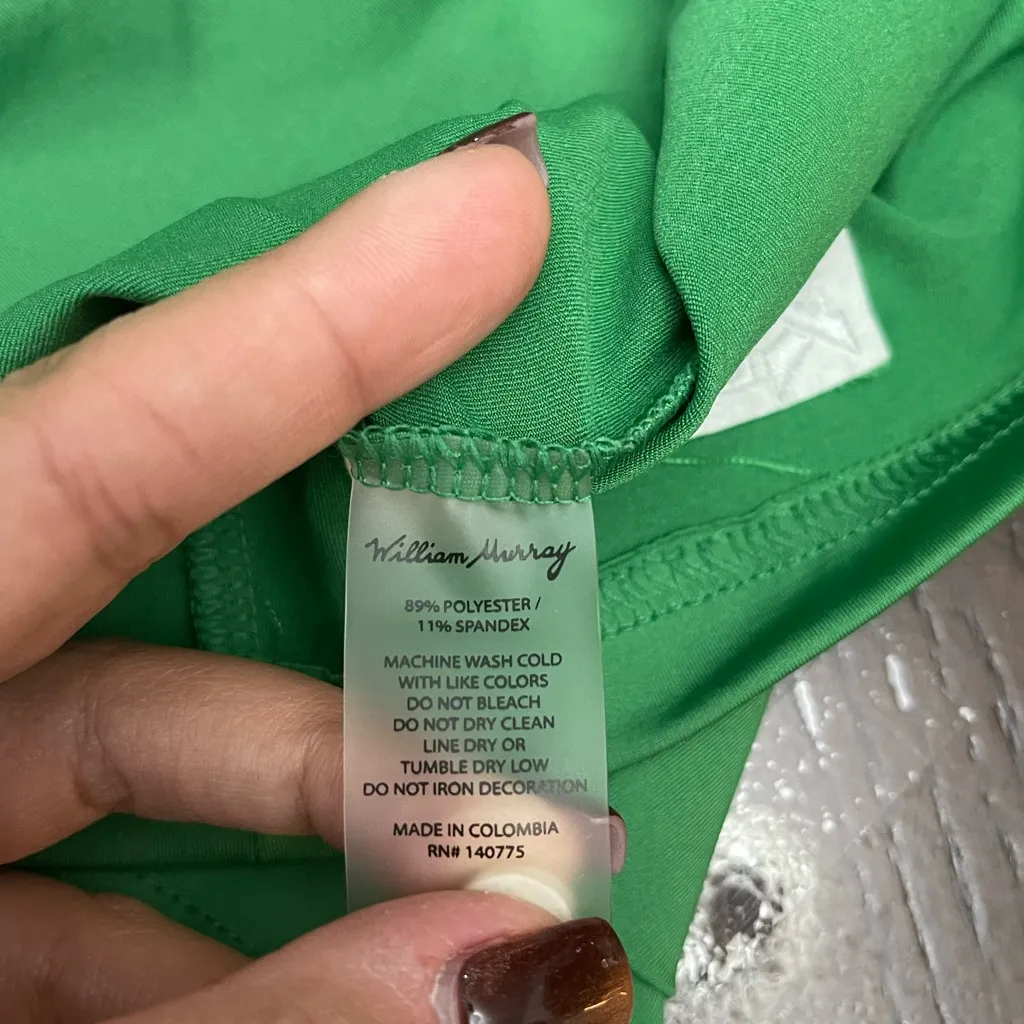 William Murray
89% POLYESTER /
11% SPANDEX
MACHINE WASH COLD
WITH LIKE COLORS
DO NOT BLEACH
DO NOT DRY CLEAN
LINE DRY OR
TUMBLE DRY LOW
DO NOT IRON DECORATION
MADE IN COLOMBIA
RN# 140775